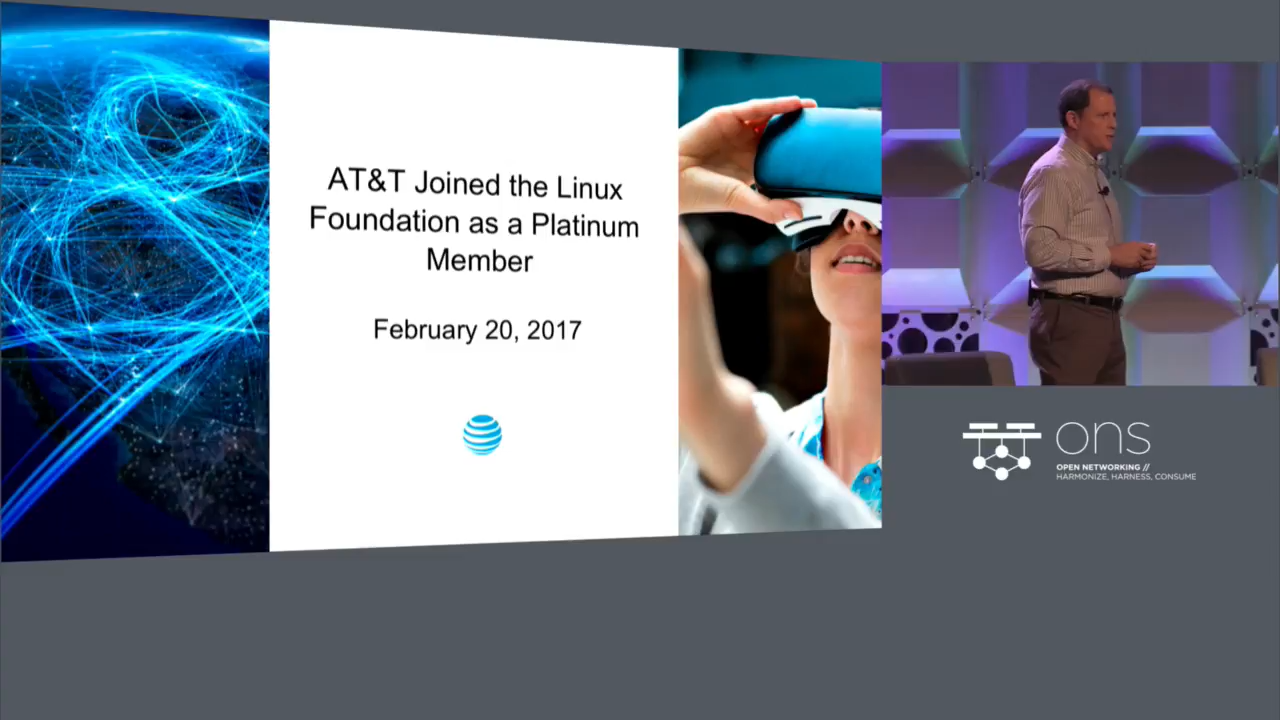 AT&T Joined the Linux
Foundation as a Platinum
Member
February 20, 2017
ons
OPEN NETWORKING //
HARMONIZE, HARNESS, CONSUME